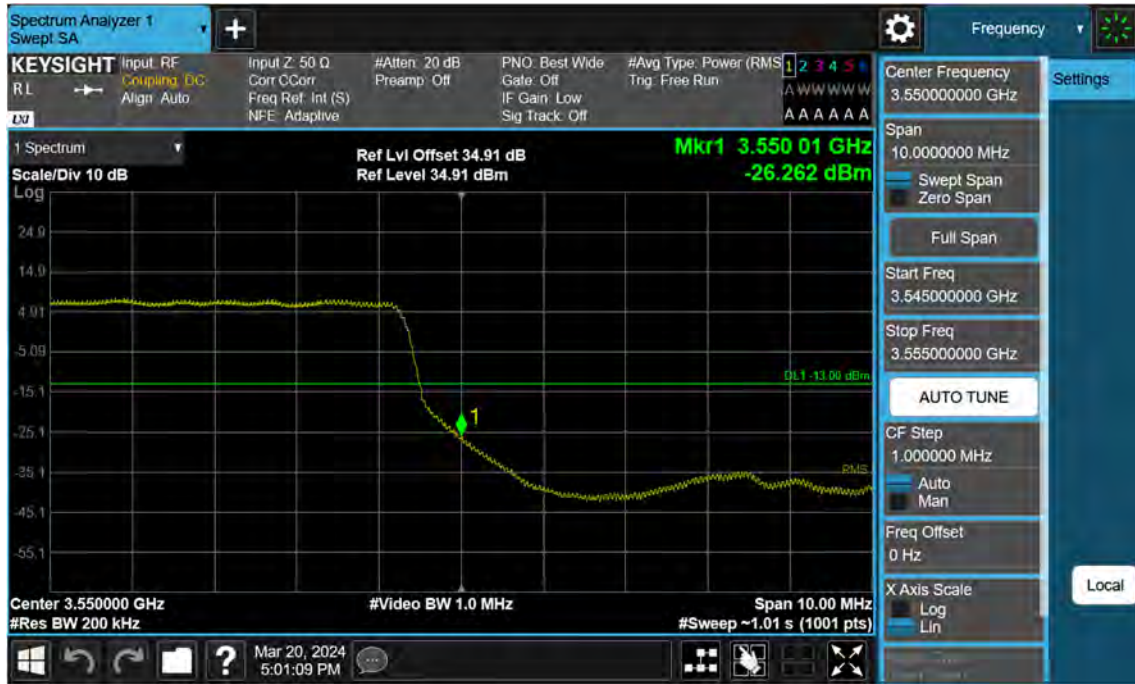 Spectrum Analyzer 1
Swept SA
+
Frequency
KEYSIGHT
RL
LXI
Input: RF
Coupling: DC
Align: Auto
Input Z: 50 Ω
Corr CCorr
Freq Ref: Int (S)
NFE: Adaptive
#Atten: 20 dB
Preamp: Off
PNO: Best Wide
Gate: Off
IF Gain: Low
Sig Track: Off
#Avg Type: Power (RMS
Trig: Free Run
1 2 3 4 5 6
A W W W W W
A A A A A A
1 Spectrum
Scale/Div 10 dB
Ref Lvl Offset 34.91 dB
Ref Level 34.91 dBm
Mkr1 3.550 01 GHz
-26.262 dBm
Log
24.9
14.9
4.91
-5.09
-15.1
-25.1
-35.1
-45.1
-55.1
DL1 -13.00 dBm
1
RMS
Center 3.550000 GHz
#Res BW 200 kHz
#Video BW 1.0 MHz
Span 10.00 MHz
#Sweep ~1.01 s (1001 pts)
Center Frequency
3.550000000 GHz
Settings
Span
10.0000000 MHz
Swept Span
Zero Span
Full Span
Start Freq
3.545000000 GHz
Stop Freq
3.555000000 GHz
AUTO TUNE
CF Step
1.000000 MHz
Auto
Man
Freq Offset
0 Hz
X Axis Scale
Log
Lin
Local
?
Mar 20, 2024
5:01:09 PM